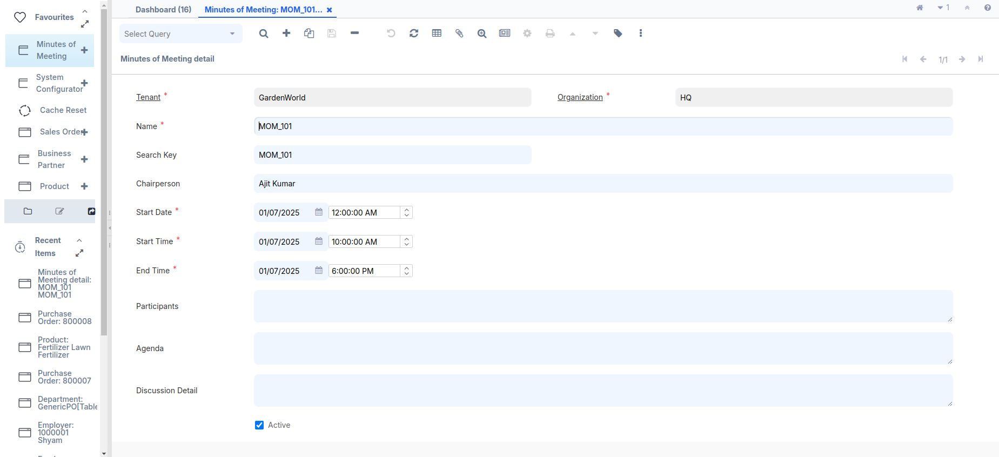 Favourites
Minutes of
Meeting
System
Configurator
Cache Reset
Sales Order
Business
Partner
Product
Recent
Items
Minutes of
Meeting detail:
MOM_101
MOM_101
Purchase
Order: 800008
Product:
Fertilizer Lawn
Fertilizer
Purchase
Order: 800007
Department:
GenericPO[Table
Employer:
1000001
Shyam
Dashboard (16)
Minutes of Meeting: MOM_101...
1
Select Query
Minutes of Meeting detail
1/1
Tenant * GardenWorld
Organization * HQ
Name * MOM_101
Search Key MOM_101
Chairperson Ajit Kumar
Start Date * 01/07/2025 12:00:00 AM
Start Time * 01/07/2025 10:00:00 AM
End Time * 01/07/2025 6:00:00 PM
Participants
Agenda
Discussion Detail
Active